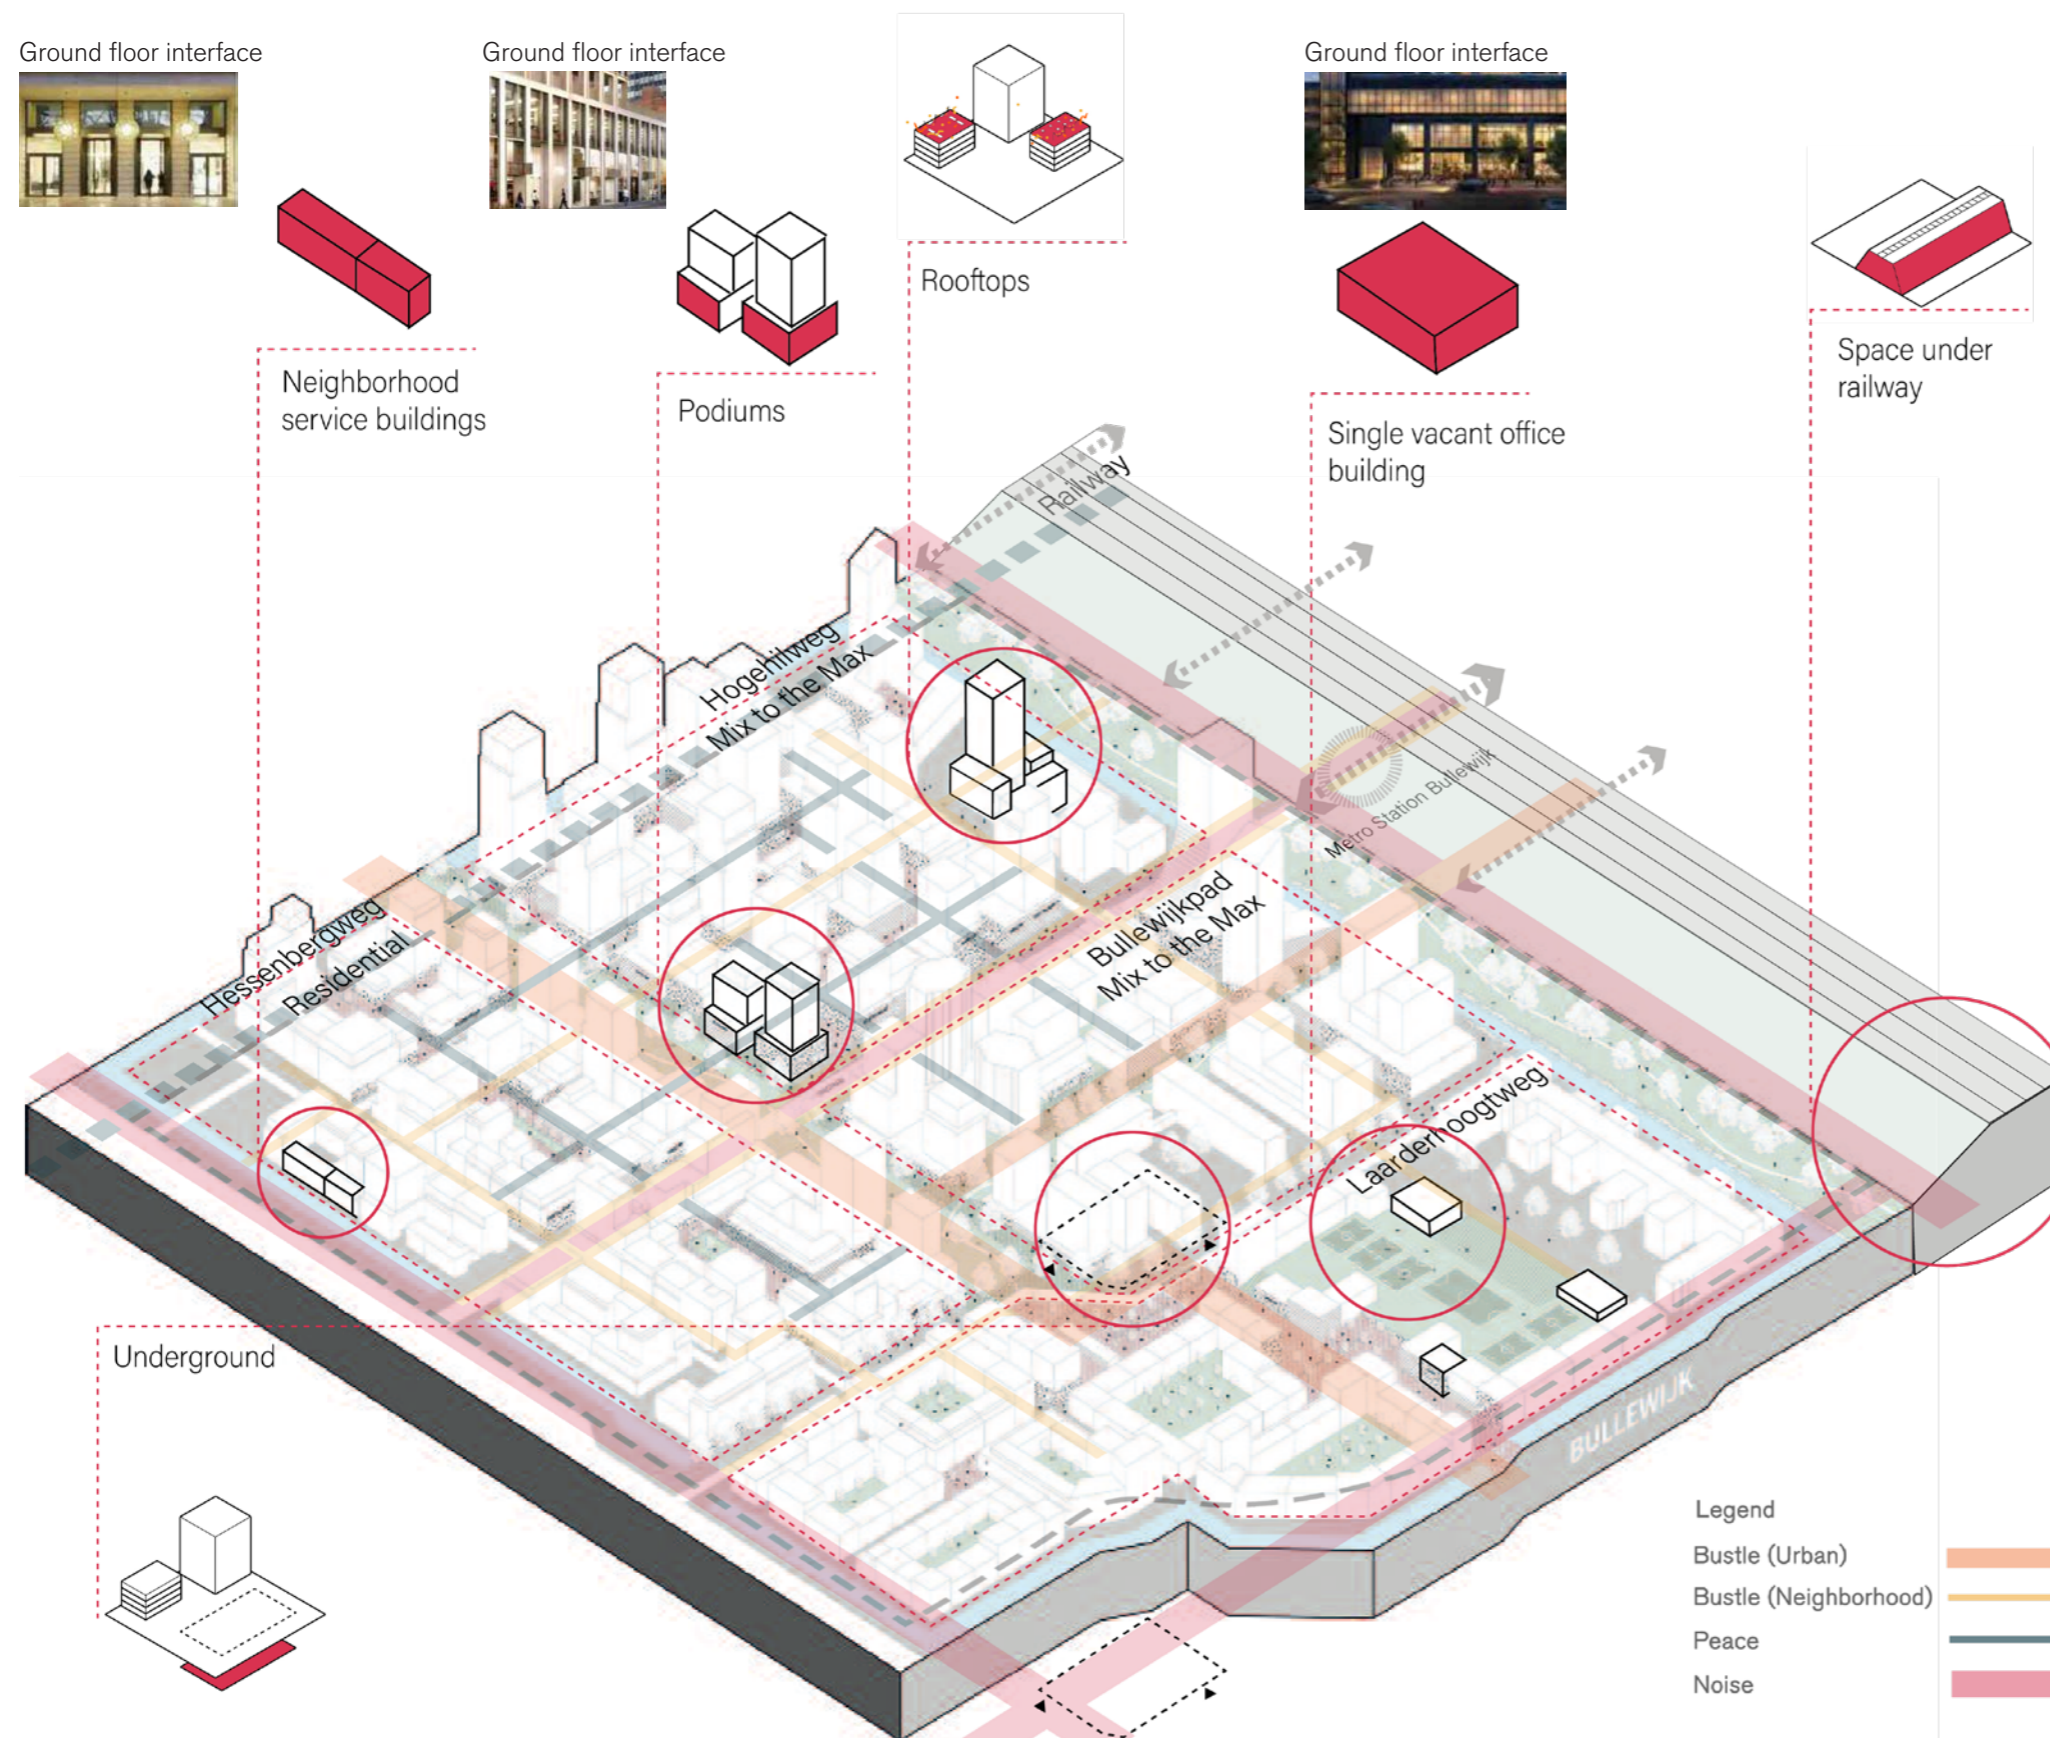 Ground floor interface
Ground floor interface
Ground floor interface
Rooftops
Neighborhood
service buildings
Podiums
Single vacant office
building
Space under
railway
Railway
Hogehilweg
Mix to the Max
Metro Station Bullewijk
Bullewijkpad
Mix to the Max
Hessenbergweg
Residential
Laarderhoogtweg
Underground
BULLEWIJK
Legend
Bustle (Urban)
Bustle (Neighborhood)
Peace
Noise